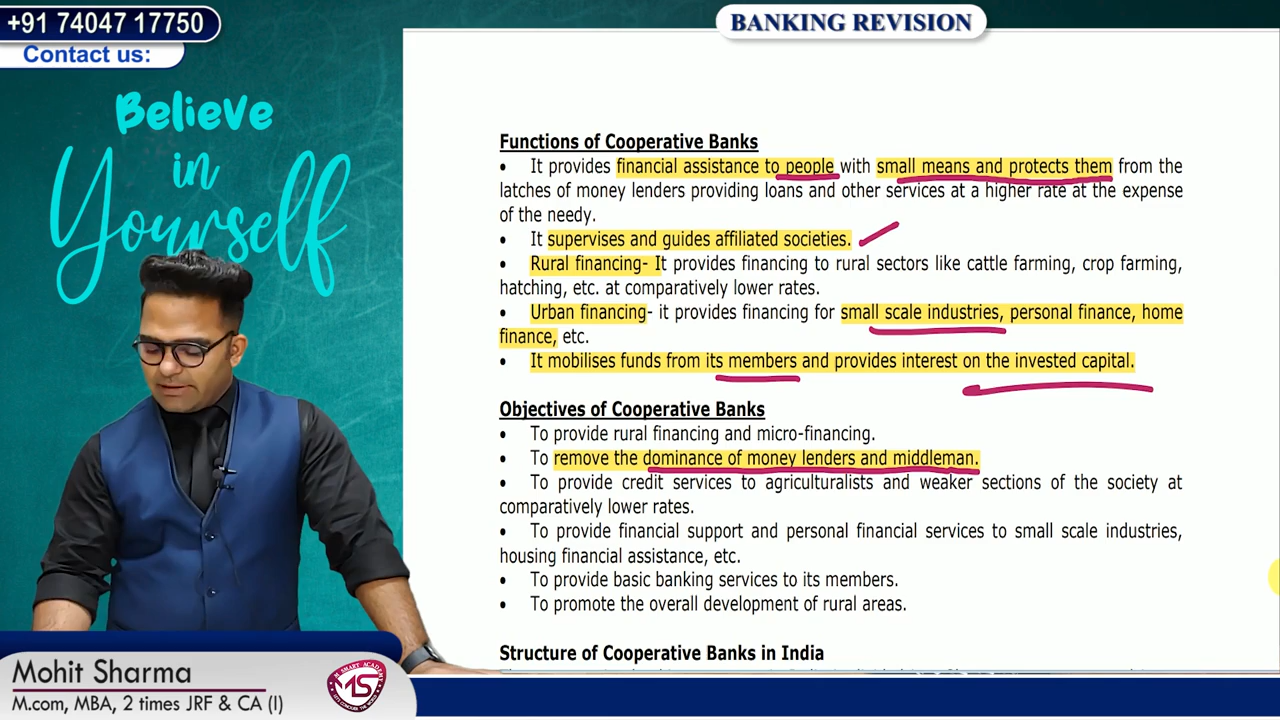 +91 74047 17750
Contact us:
BANKING REVISION
Believe
in
Yourself
Functions of Cooperative Banks
• It provides financial assistance to people with small means and protects them from the
latches of money lenders providing loans and other services at a higher rate at the expense
of the needy.
• It supervises and guides affiliated societies.
• Rural financing- It provides financing to rural sectors like cattle farming, crop farming,
hatching, etc. at comparatively lower rates.
• Urban financing- it provides financing for small scale industries, personal finance, home
finance, etc.
• It mobilises funds from its members and provides interest on the invested capital.
Objectives of Cooperative Banks
• To provide rural financing and micro-financing.
• To remove the dominance of money lenders and middleman.
• To provide credit services to agriculturalists and weaker sections of the society at
comparatively lower rates.
• To provide financial support and personal financial services to small scale industries,
housing financial assistance, etc.
• To provide basic banking services to its members.
• To promote the overall development of rural areas.
Structure of Cooperative Banks in India
Mohit Sharma
M.com, MBA, 2 times JRF & CA (I)
MS